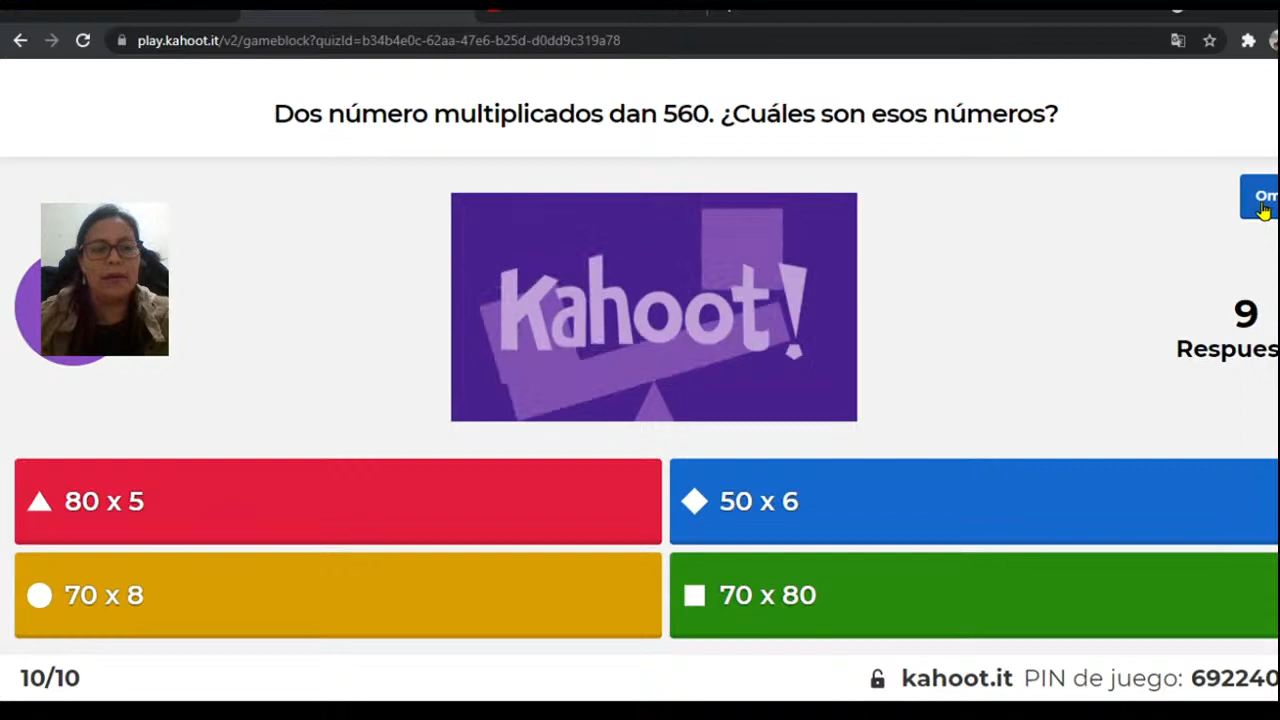 play.kahoot.it/v2/gameblock?quizId=b34b4e0c-62aa-47e6-b25d-d0dd9c319a78
Dos número multiplicados dan 560. ¿Cuáles son esos números?
Om
Kahoot!
9
Respues
80 x 5
50 x 6
70 x 8
70 x 80
10/10
kahoot.it PIN de juego: 692240